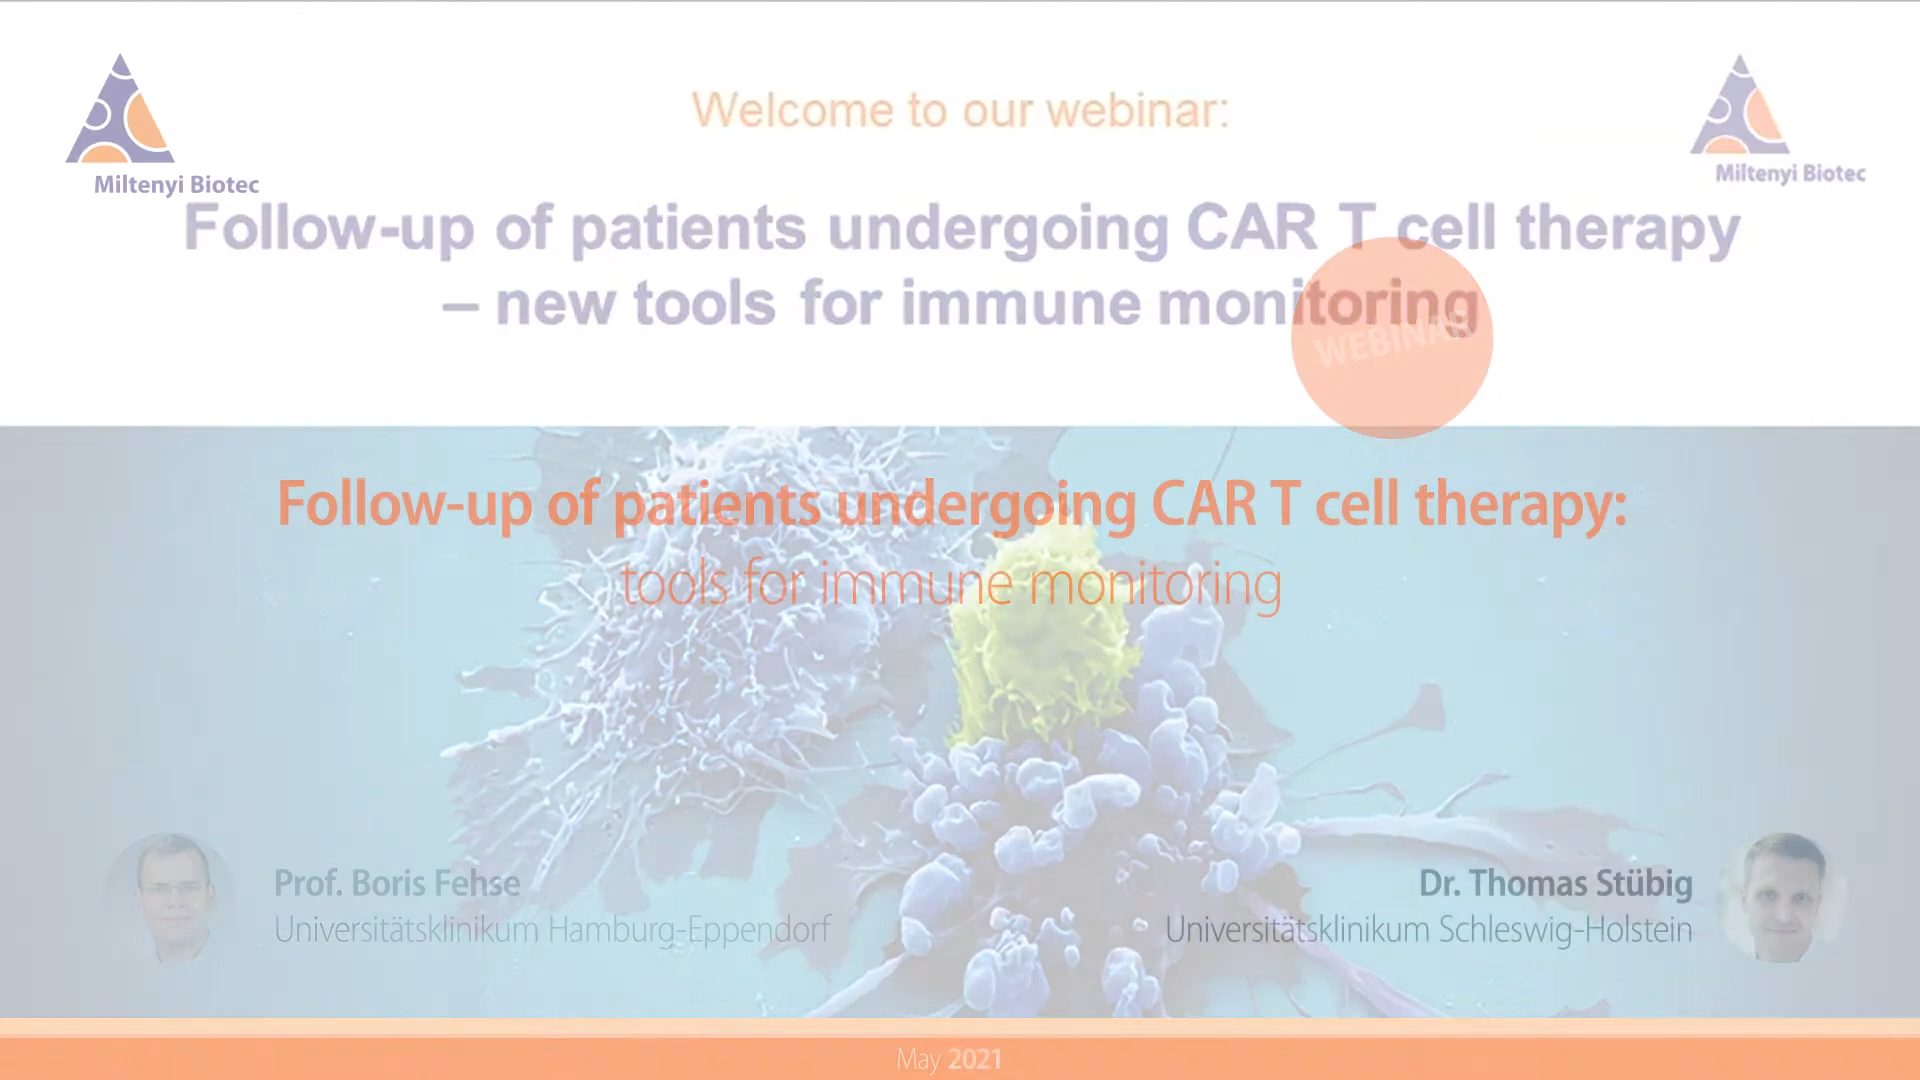 Welcome to our webinar:
Miltenyi Biotec
Miltenyi Biotec
Follow-up of patients undergoing CAR T cell therapy
– new tools for immune monitoring
WEBINAR
Follow-up of patients undergoing CAR T cell therapy:
tools for immune monitoring
Prof. Boris Fehse
Universitätsklinikum Hamburg-Eppendorf
Dr. Thomas Stübig
Universitätsklinikum Schleswig-Holstein
May 2021